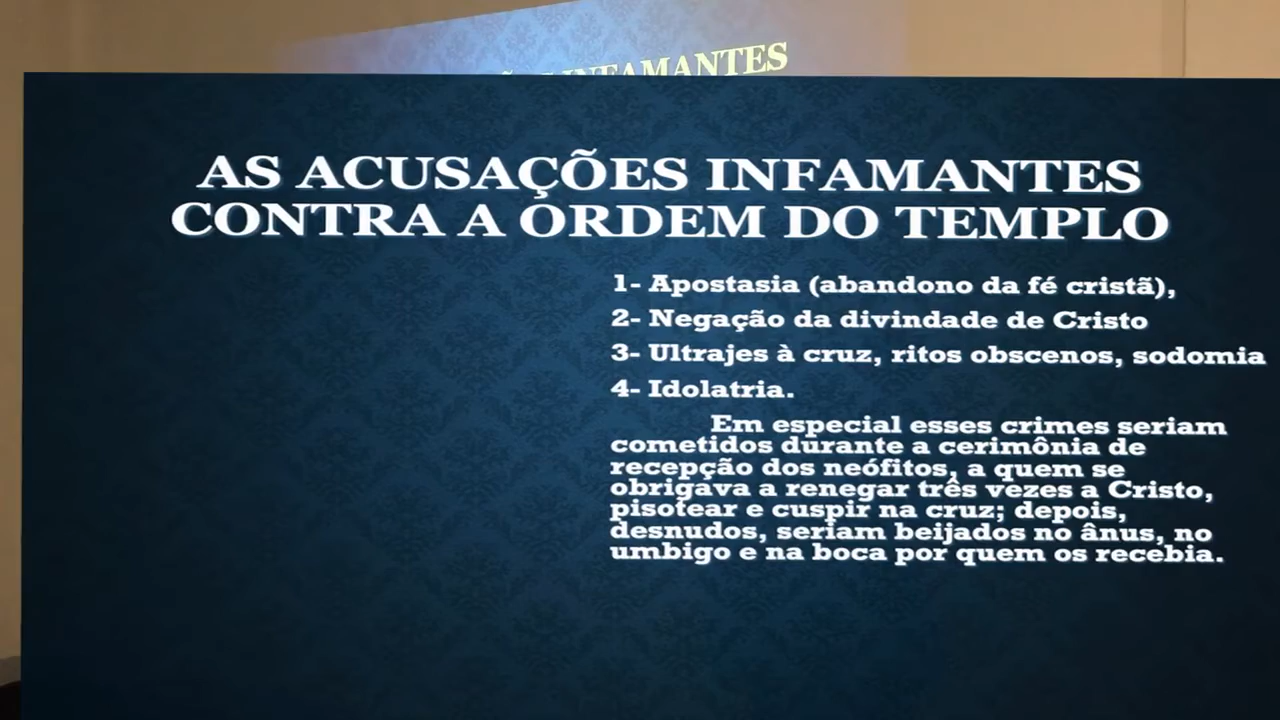 INFAMANTES
AS ACUSAÇÕES INFAMANTES
CONTRA A ORDEM DO TEMPLO
1- Apostasia (abandono da fé cristã),
2- Negação da divindade de Cristo
3- Ultrajes à cruz, ritos obscenos, sodomia
4- Idolatria.
Em especial esses crimes seriam
cometidos durante a cerimônia de
recepção dos neófitos, a quem se
obrigava a renegar três vezes a Cristo,
pisotear e cuspir na cruz; depois,
desnudos, seriam beijados no ânus, no
umbigo e na boca por quem os recebia.